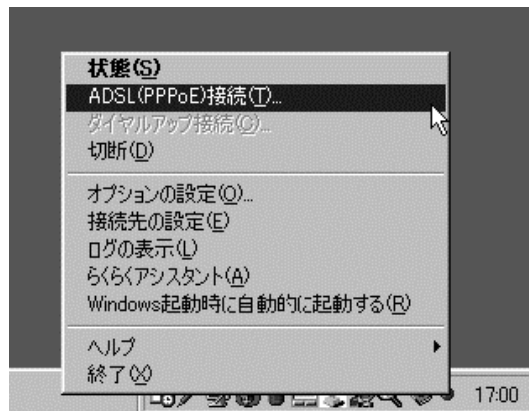 状態(S)
ADSL(PPPoE)接続(T)...
ダイヤルアップ接続(C)...
切断(D)
オプションの設定(O)...
接続先の設定(E)
ログの表示(L)
らくらくアシスタント(A)
Windows起動時に自動的に起動する(R)
ヘルプ
終了(X)
17:00